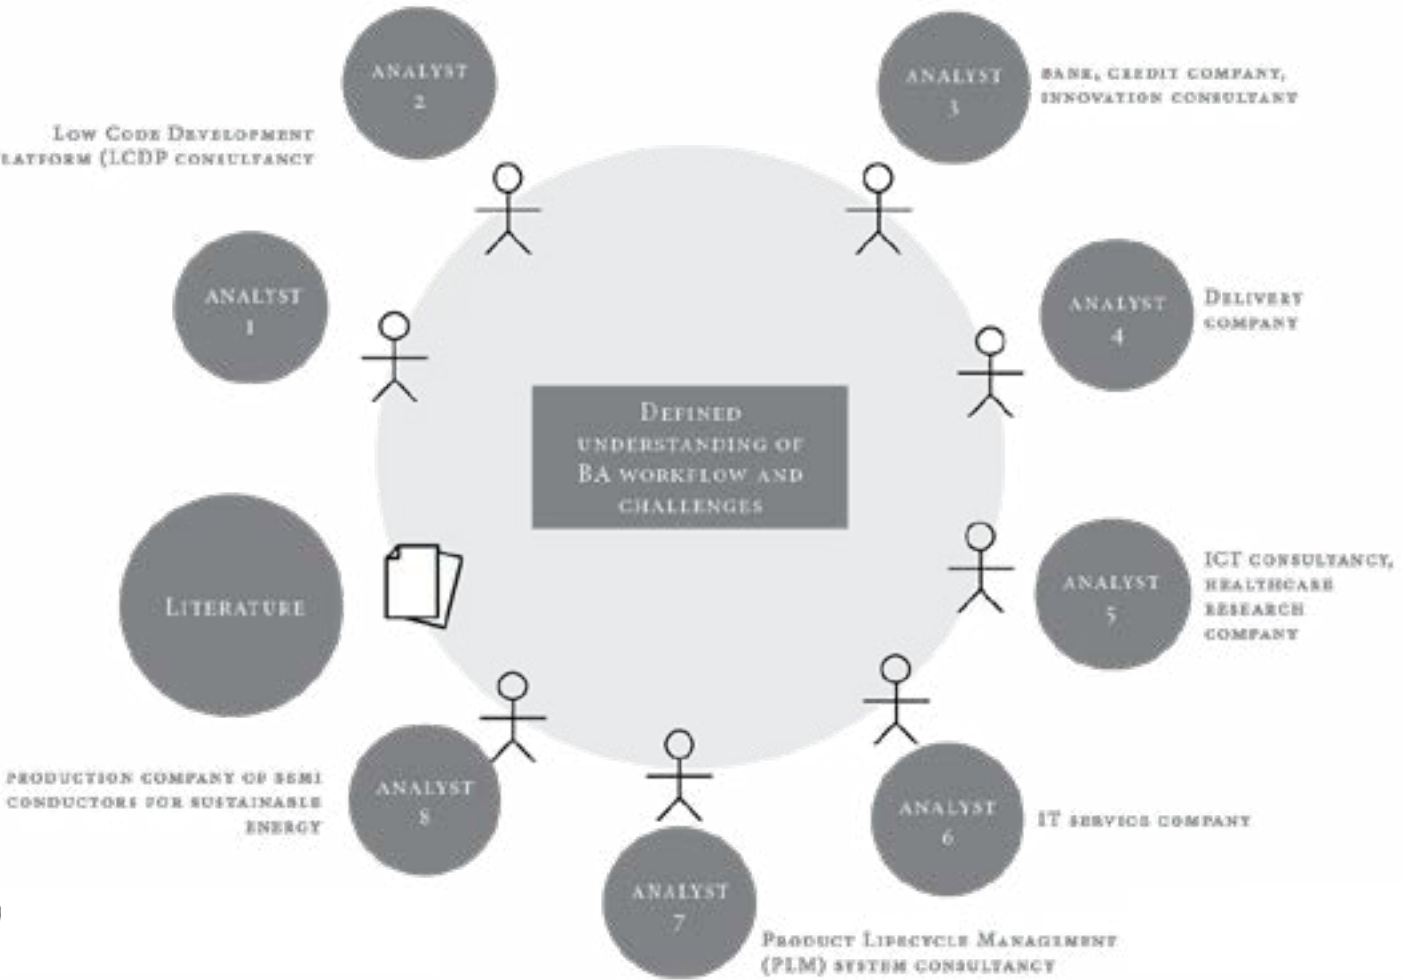 ANALYST
2
ANALYST
3
BANK, CREDIT COMPANY,
INNOVATION CONSULTANT
LOW CODE DEVELOPMENT
LATFORM (LCDP CONSULTANCY
ANALYST
1
ANALYST
4
DELIVERY
COMPANY
DEFINED
UNDERSTANDING OF
BA WORKFLOW AND
CHALLENGES
LITERATURE
ANALYST
5
ICT CONSULTANCY,
HEALTHCARE
RESEARCH
COMPANY
PRODUCTION COMPANY OF SEMI
CONDUCTORS FOR SUSTAINABLE
ENERGY
ANALYST
8
ANALYST
6
IT SERVICE COMPANY
ANALYST
7
PRODUCT LIFECYCLE MANAGEMENT
(PLM) SYSTEM CONSULTANCY